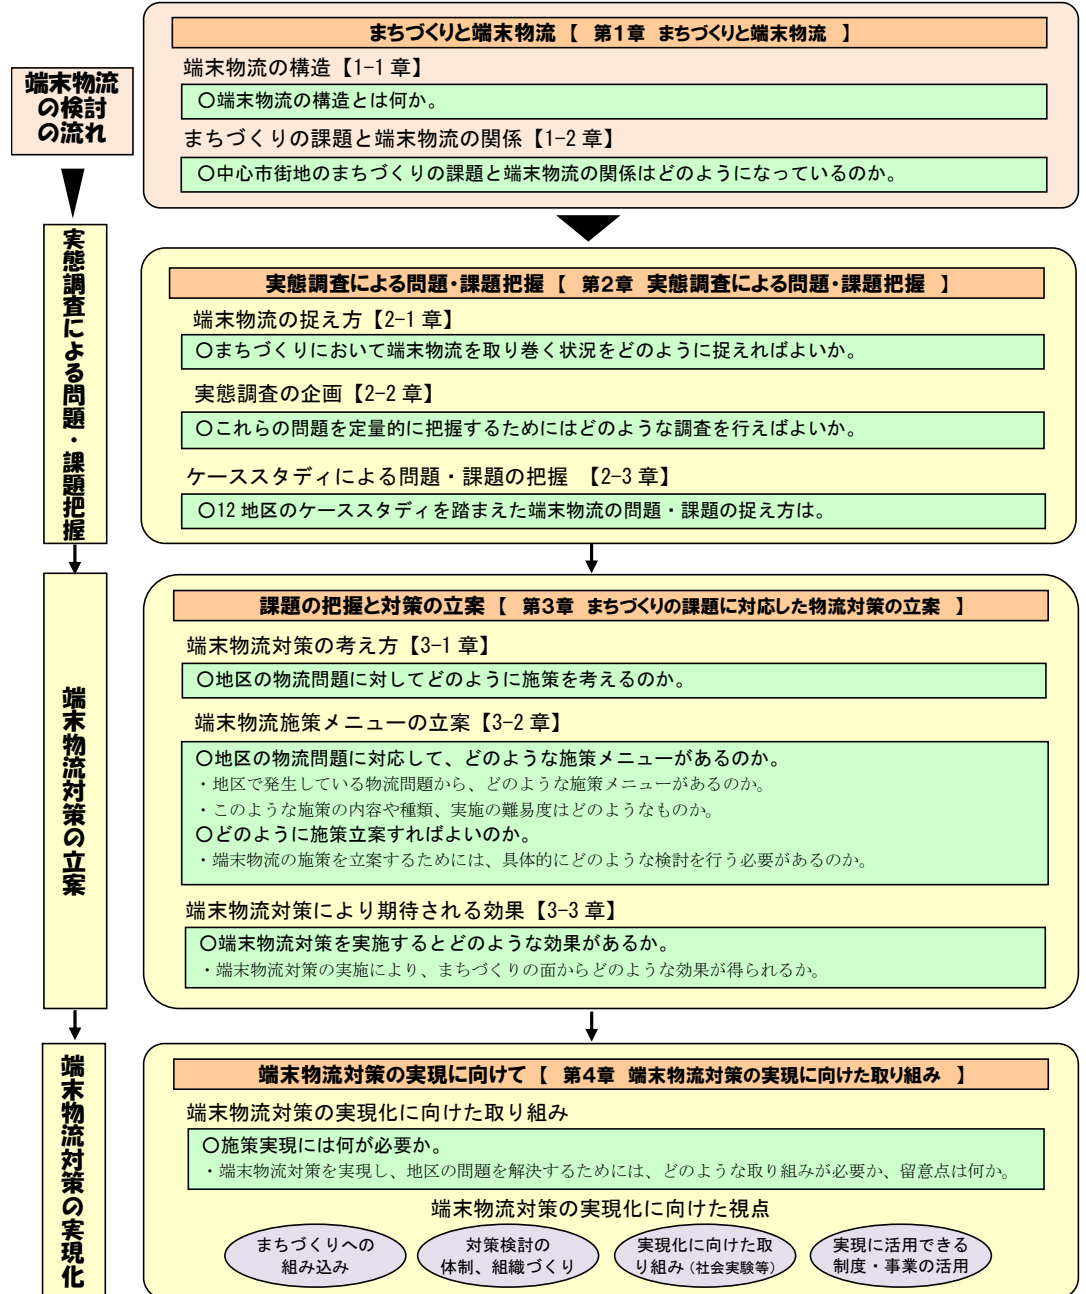 まちづくりと端末物流【 第1章 まちづくりと端末物流 】
端末物流の構造【1-1 章】
〇端末物流の構造とは何か。
まちづくりの課題と端末物流の関係【1-2 章】
〇中心市街地のまちづくりの課題と端末物流の関係はどのようになっているのか。
端末物流
の検討
の流れ
実態調査による問題・課題把握
実態調査による問題・課題把握【 第2章 実態調査による問題・課題把握 】
端末物流の捉え方【2-1 章】
〇まちづくりにおいて端末物流を取り巻く状況をどのように捉えればよいか。
実態調査の企画【2-2 章】
〇これらの問題を定量的に把握するためにはどのような調査を行えばよいか。
ケーススタディによる問題・課題の把握 【2-3 章】
〇12 地区のケーススタディを踏まえた端末物流の問題・課題の捉え方は。
端末物流対策の立案
課題の把握と対策の立案【 第3章 まちづくりの課題に対応した物流対策の立案 】
端末物流対策の考え方【3-1 章】
〇地区の物流問題に対してどのように施策を考えるのか。
端末物流施策メニューの立案【3-2 章】
〇地区の物流問題に対応して、どのような施策メニューがあるのか。
・地区で発生している物流問題から、どのような施策メニューがあるのか。
・このような施策の内容や種類、実施の難易度はどのようなものか。
〇どのように施策立案すればよいのか。
・端末物流の施策を立案するためには、具体的にどのような検討を行う必要があるのか。
端末物流対策により期待される効果【3-3 章】
〇端末物流対策を実施するとどのような効果があるか。
・端末物流対策の実施により、まちづくりの面からどのような効果が得られるか。
端末物流対策の実現化
端末物流対策の実現に向けて【 第4章 端末物流対策の実現に向けた取り組み 】
端末物流対策の実現化に向けた取り組み
〇施策実現には何が必要か。
・端末物流対策を実現し、地区の問題を解決するためには、どのような取り組みが必要か、留意点は何か。
端末物流対策の実現化に向けた視点
まちづくりへの
組み込み
対策検討の
体制、組織づくり
実現化に向けた取
り組み（社会実験等）
実現に活用できる
制度・事業の活用